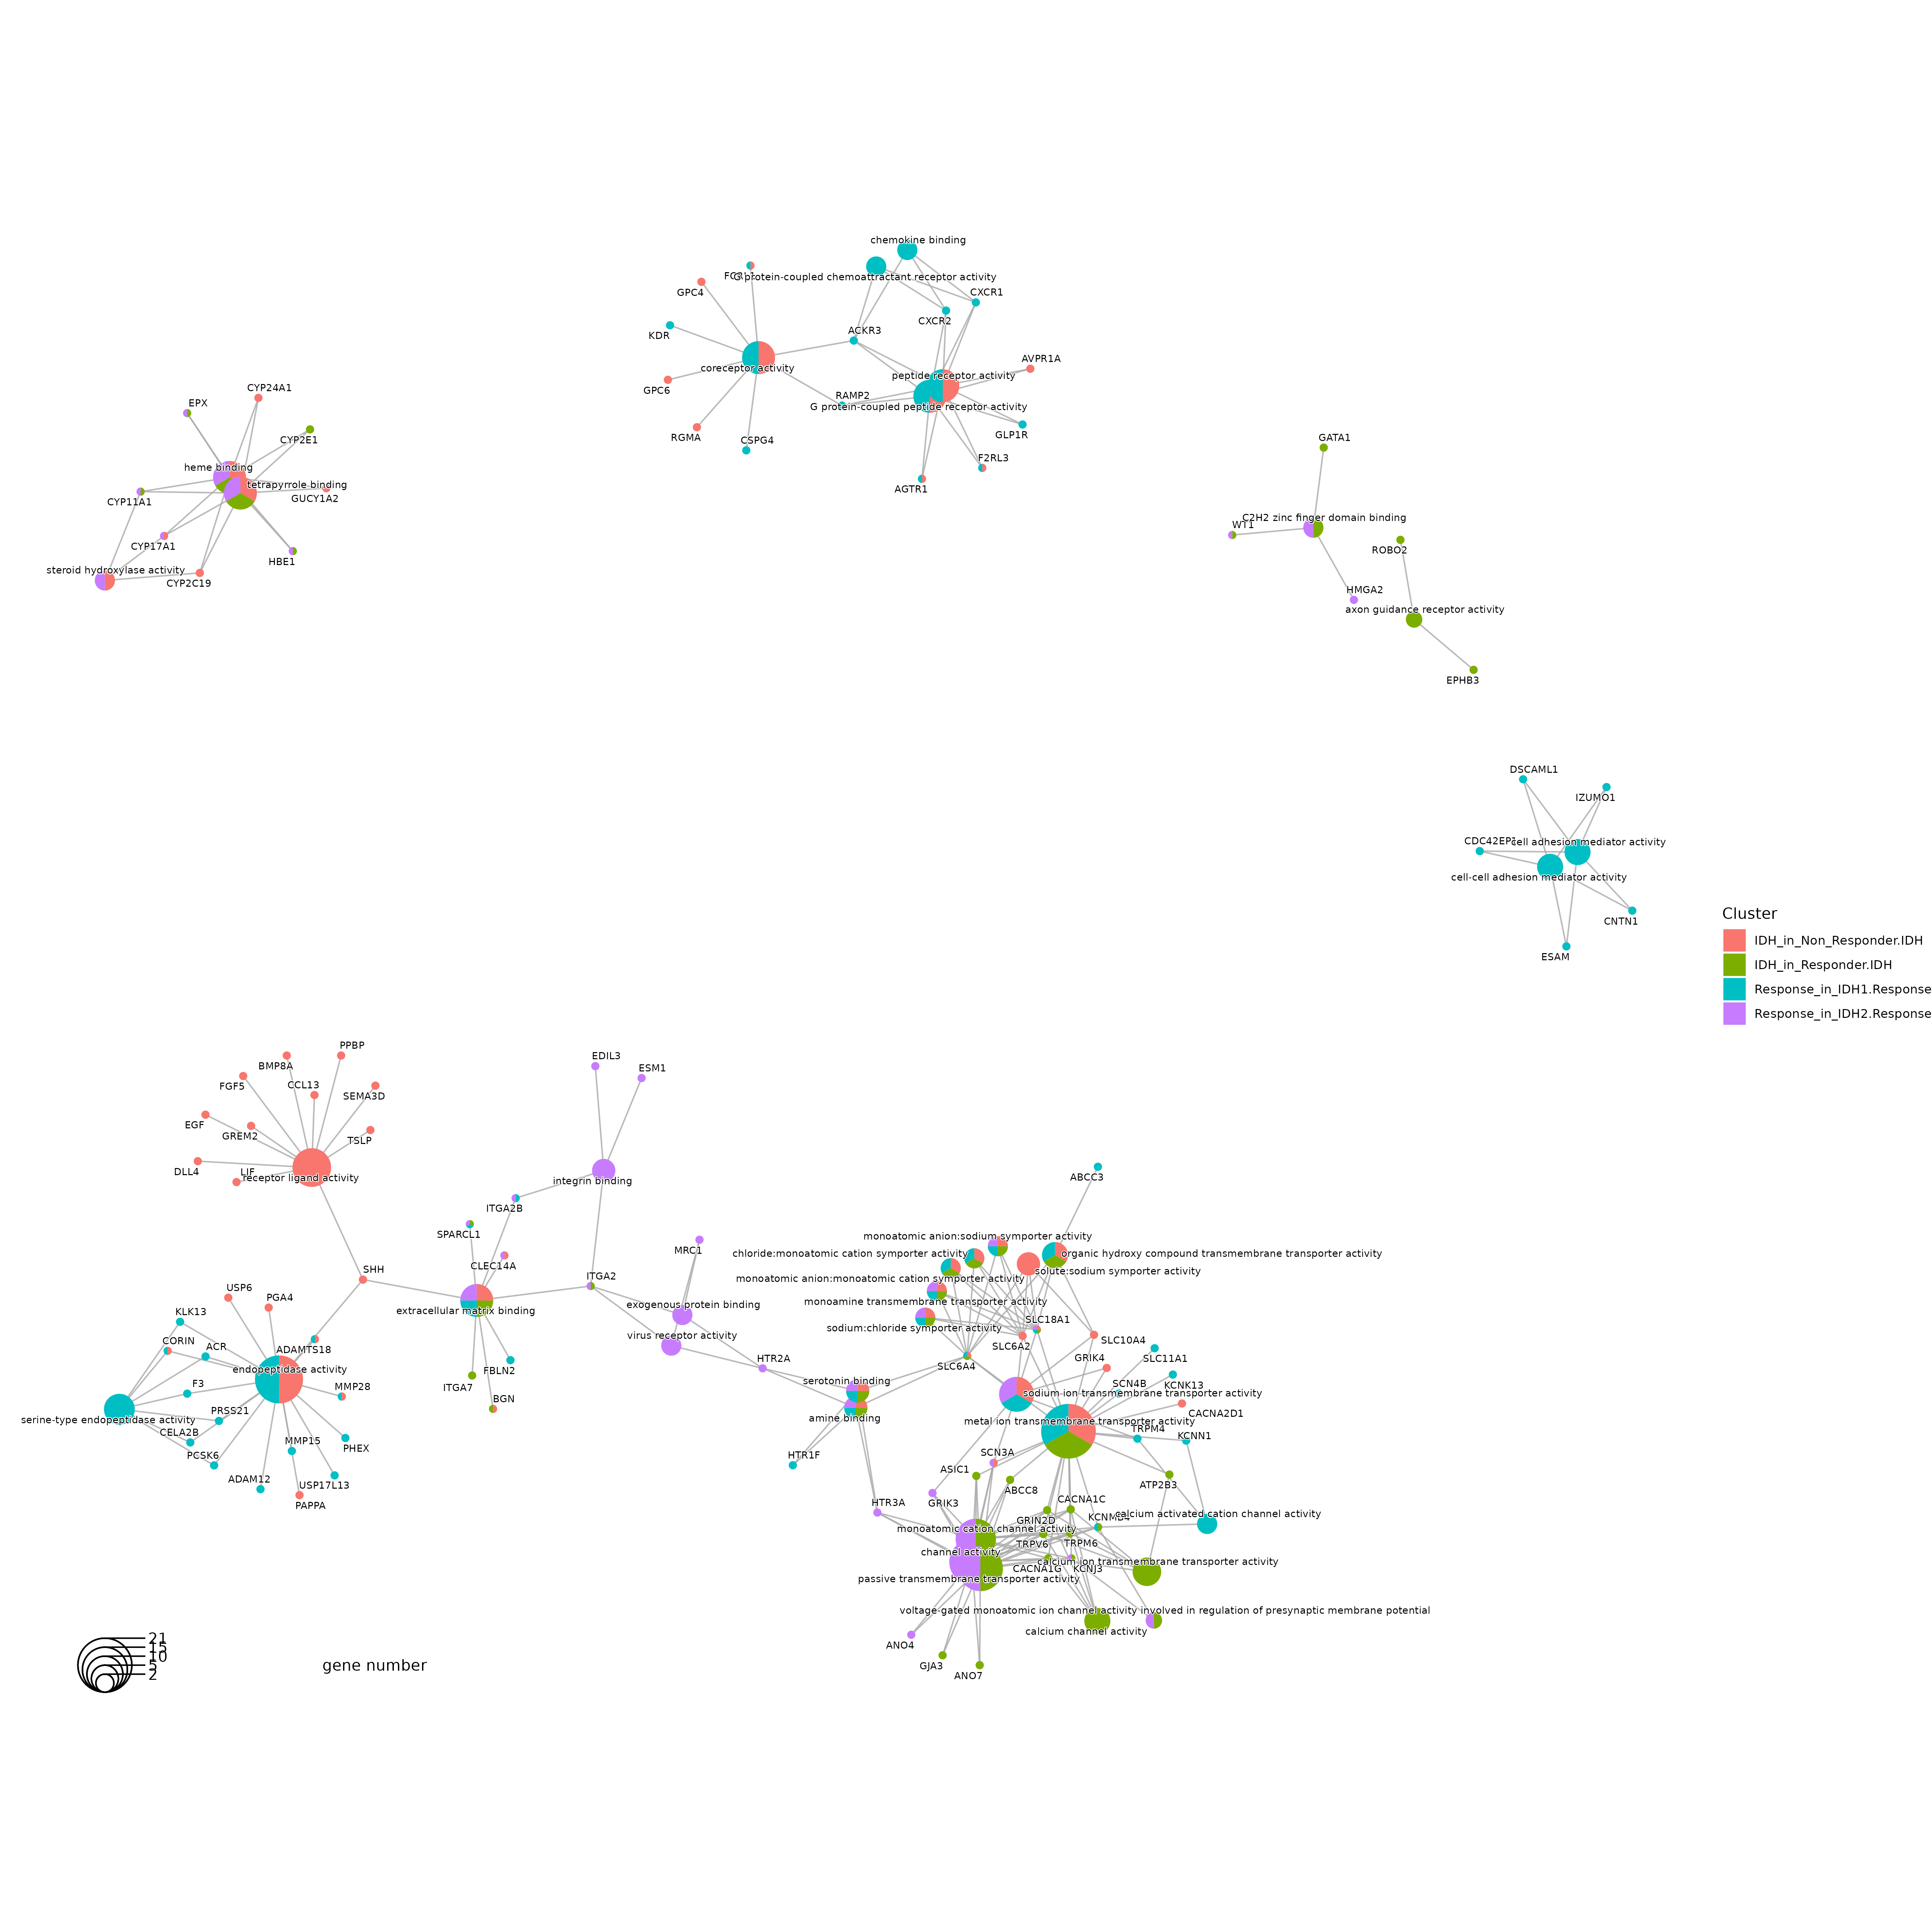 chemokine binding
G protein-coupled chemoattractant receptor activity
GPC4
CXCR1
CXCR2
KDR
ACKR3
AVPR1A
coreceptor activity
peptide receptor activity
GPC6
RAMP2
G protein-coupled peptide receptor activity
RGMA
CSPG4
GLP1R
F2RL3
AGTR1
CYP24A1
EPX
CYP2E1
heme binding
tetrapyrrole binding
CYP11A1
GUCY1A2
CYP17A1
HBE1
steroid hydroxylase activity
CYP2C19
GATA1
C2H2 zinc finger domain binding
WT1
ROBO2
HMGA2
axon guidance receptor activity
EPHB3
DSCAML1
IZUMO1
cell adhesion mediator activity
cell-cell adhesion mediator activity
CNTN1
ESAM
Cluster
IDH_in_Non_Responder.IDH
IDH_in_Responder.IDH
Response_in_IDH1.Response
Response_in_IDH2.Response
PPBP
BMP8A
FGF5
CCL13
SEMA3D
EGF
GREM2
TSLP
DLL4
LIF
receptor ligand activity
EDIL3
ESM1
integrin binding
ITGA2B
SPARCL1
CLEC14A
MRC1
SHH
ITGA2
extracellular matrix binding
exogenous protein binding
virus receptor activity
HTR2A
ITGA7
FBLN2
BGN
USP6
PGA4
KLK13
CORIN
ACR
ADAMTS18
endopeptidase activity
F3
MMP28
PRSS21
serine-type endopeptidase activity
CELA2B
MMP15
PHEX
PCSK6
ADAM12
USP17L13
PAPPA
ABCC3
monoatomic anion:sodium symporter activity
chloride:monoatomic cation symporter activity
organic hydroxy compound transmembrane transporter activity
solute:sodium symporter activity
monoatomic anion:monoatomic cation symporter activity
monoamine transmembrane transporter activity
SLC18A1
sodium:chloride symporter activity
SLC6A2
SLC10A4
SLC6A4
GRIK4
SLC11A1
serotonin binding
SCN4B
KCNK13
sodium ion transmembrane transporter activity
amine binding
CACNA2D1
metal ion transmembrane transporter activity
TRPM4
KCNN1
HTR1F
SCN3A
ASIC1
ABCC8
ATP2B3
HTR3A
GRIK3
CACNA1C
GRIN2D
calcium activated cation channel activity
monoatomic cation channel activity
TRPV6
TRPM6
channel activity
calcium ion transmembrane transporter activity
CACNA1G
KCNJ3
passive transmembrane transporter activity
voltage-gated monoatomic ion channel activity involved in regulation of presynaptic membrane potential
calcium channel activity
ANO4
GJA3
ANO7
21
15
10
5
2
gene number